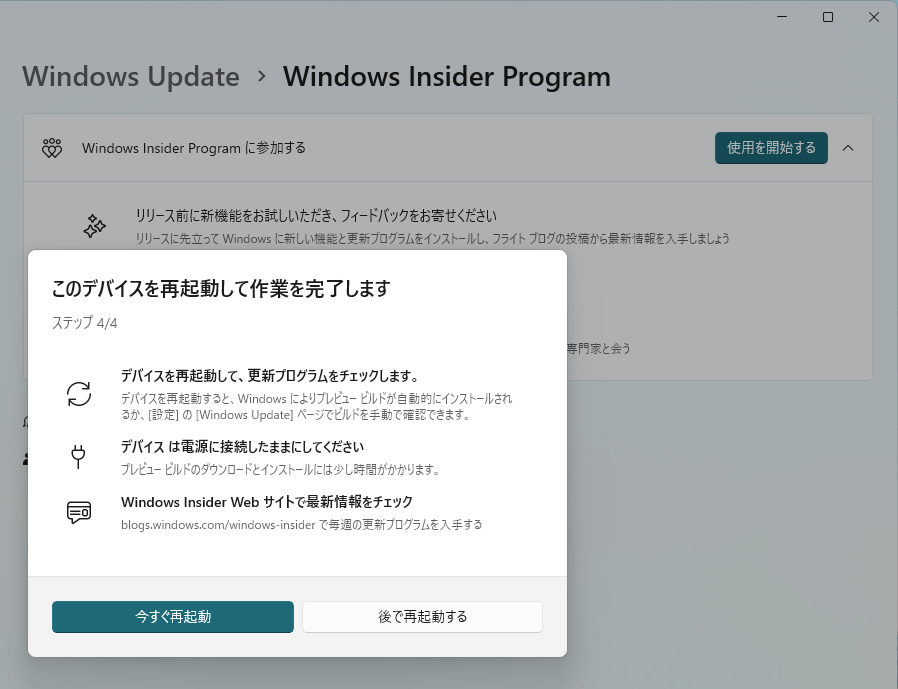 Windows Update › Windows Insider Program
Windows Insider Program に参加する
使用を開始する
リリース前に新機能をお試しいただき、フィードバックをお寄せください
リリースに先立って Windows に新しい機能と更新プログラムをインストールし、フライト ブログの投稿から最新情報を入手しましょう
専門家と会う
このデバイスを再起動して作業を完了します
ステップ 4/4
デバイスを再起動して、更新プログラムをチェックします。
デバイスを再起動すると、Windows によりプレビュー ビルドが自動的にインストールされ
るか、[設定] の [Windows Update] ページでビルドを手動で確認できます。
デバイス は電源に接続したままにしてください
プレビュー ビルドのダウンロードとインストールには少し時間がかかります。
Windows Insider Web サイトで最新情報をチェック
blogs.windows.com/windows-insider で毎週の更新プログラムを入手する
今すぐ再起動
後で再起動する